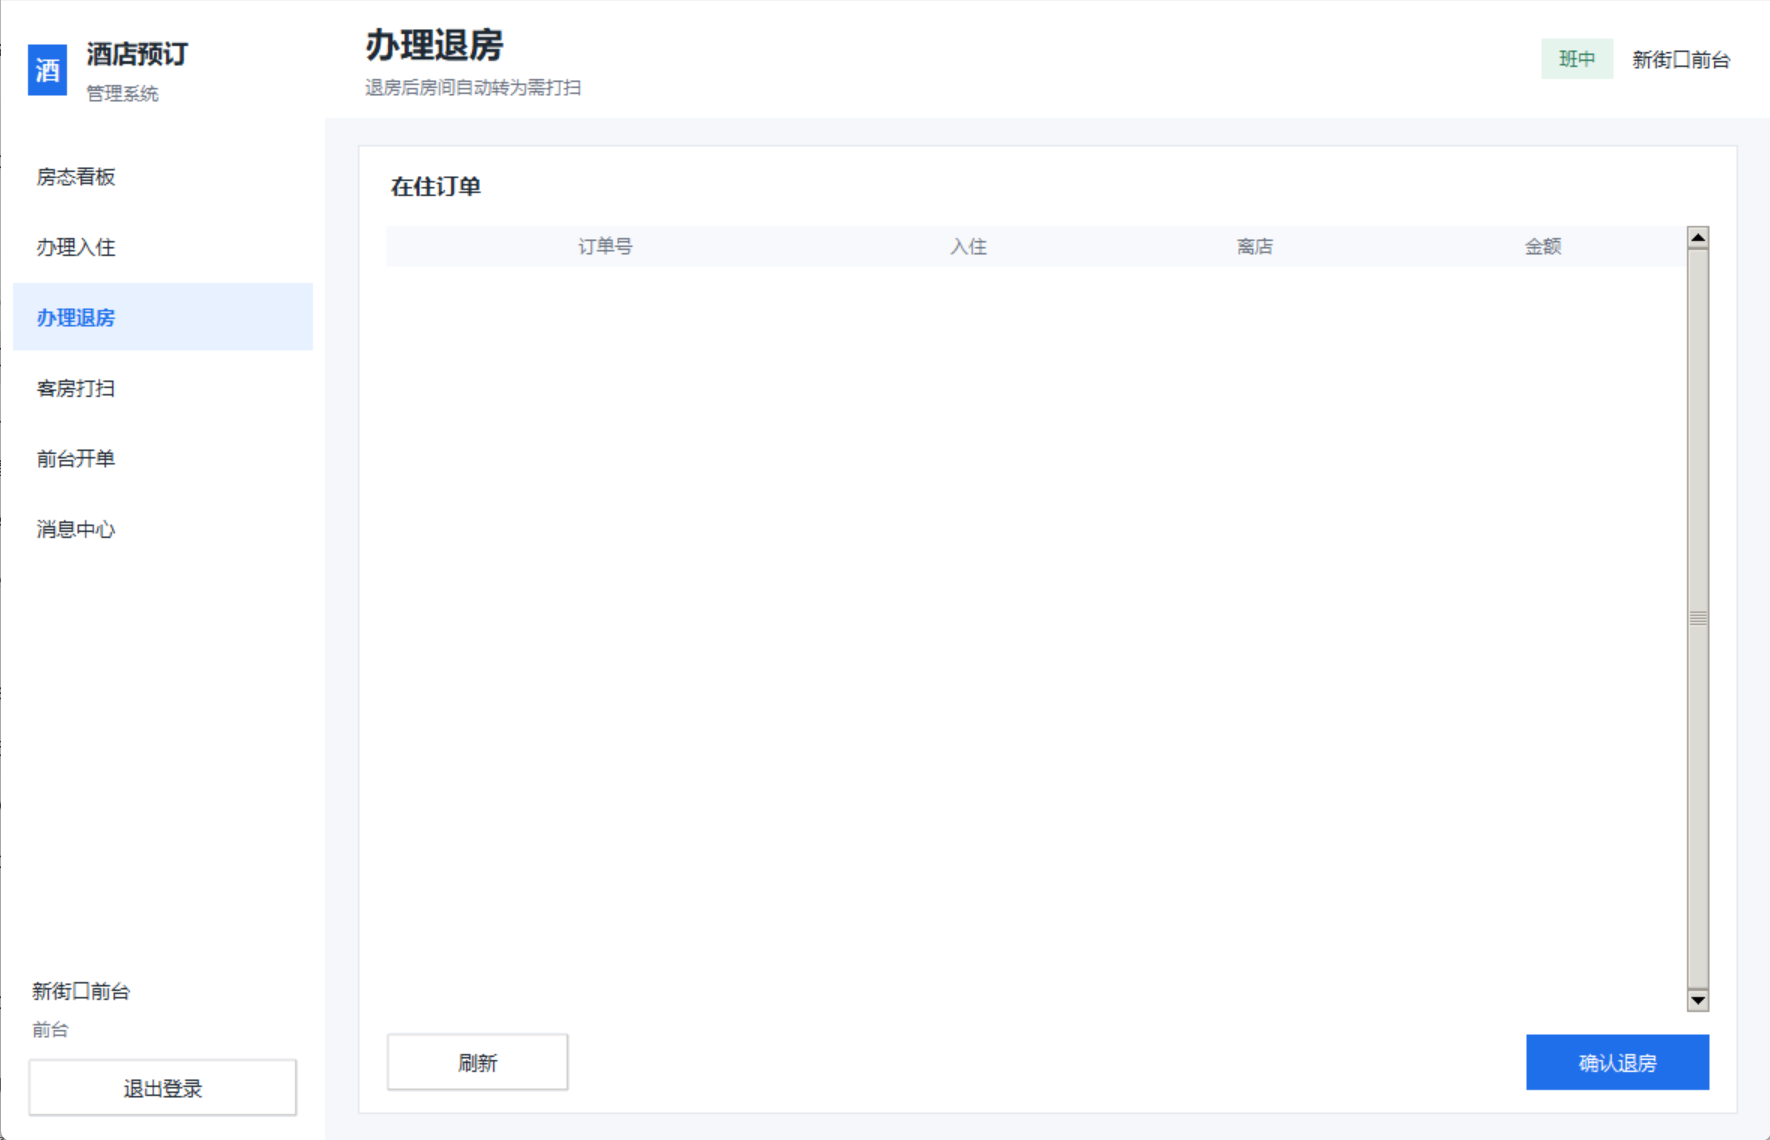 酒
酒店预订
管理系统
房态看板
办理入住
办理退房
客房打扫
前台开单
消息中心
新街口前台
前台
退出登录
办理退房
退房后房间自动转为需打扫
班中
新街口前台
在住订单
订单号 入住 离店 金额
刷新
确认退房